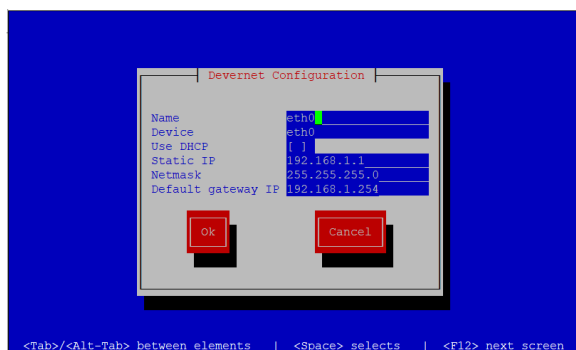 Devernet Configuration
Name eth0
Device eth0
Use DHCP [ ]
Static IP 192.168.1.1
Netmask 255.255.255.0
Default gateway IP 192.168.1.254
Ok Cancel
<Tab>/<Alt-Tab> between elements | <Space> selects | <F12> next screen